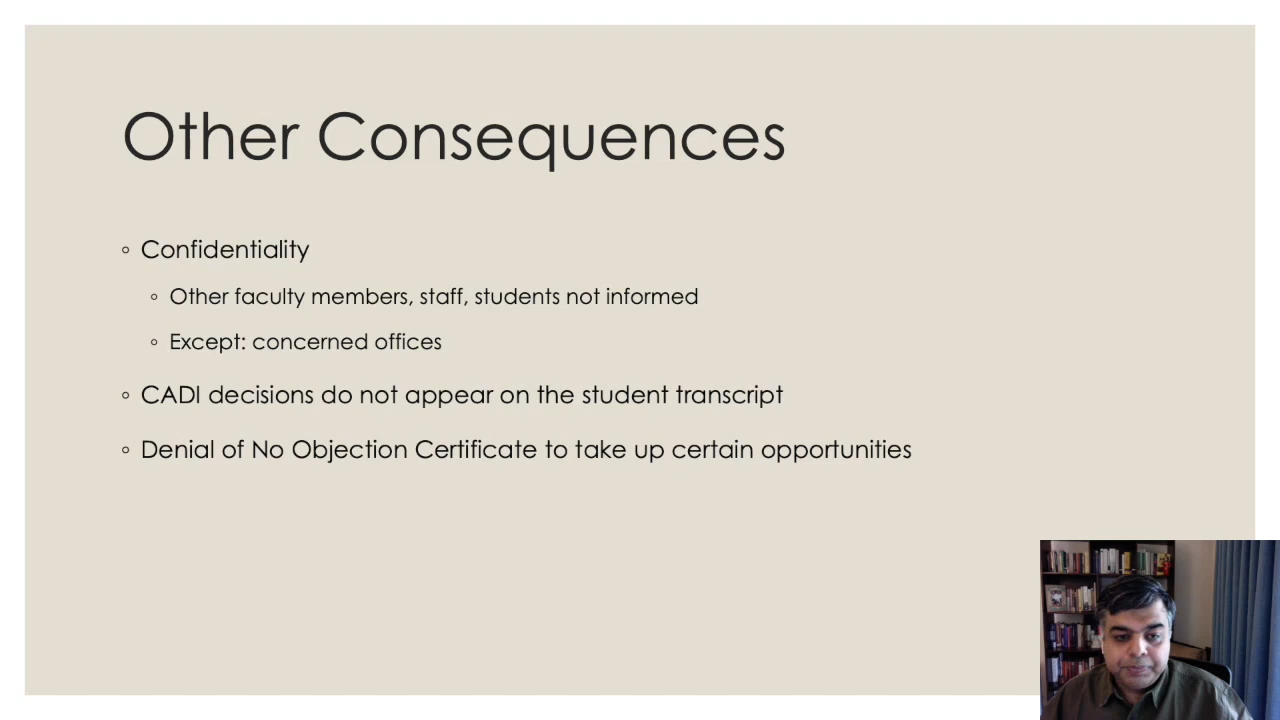 Other Consequences
◦ Confidentiality
◦ Other faculty members, staff, students not informed
◦ Except: concerned offices
◦ CADI decisions do not appear on the student transcript
◦ Denial of No Objection Certificate to take up certain opportunities